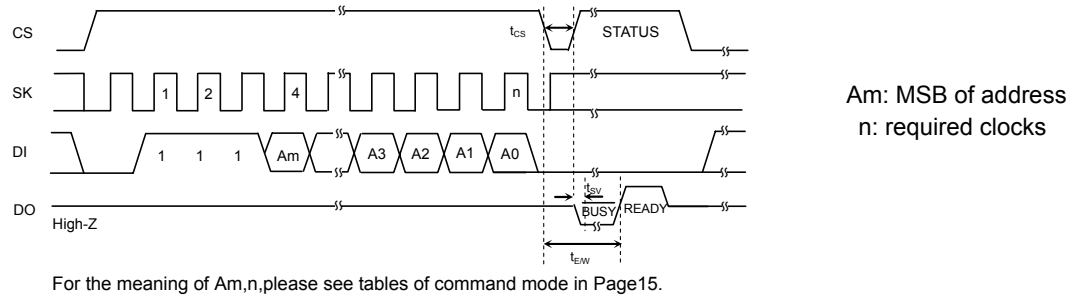 CS
tCS
STATUS
SK
1 2 4 n
Am: MSB of address
n: required clocks
DI
1 1 1 Am A3 A2 A1 A0
tSV
DO
BUSY READY
High-Z
tE/W
For the meaning of Am,n,please see tables of command mode in Page15.